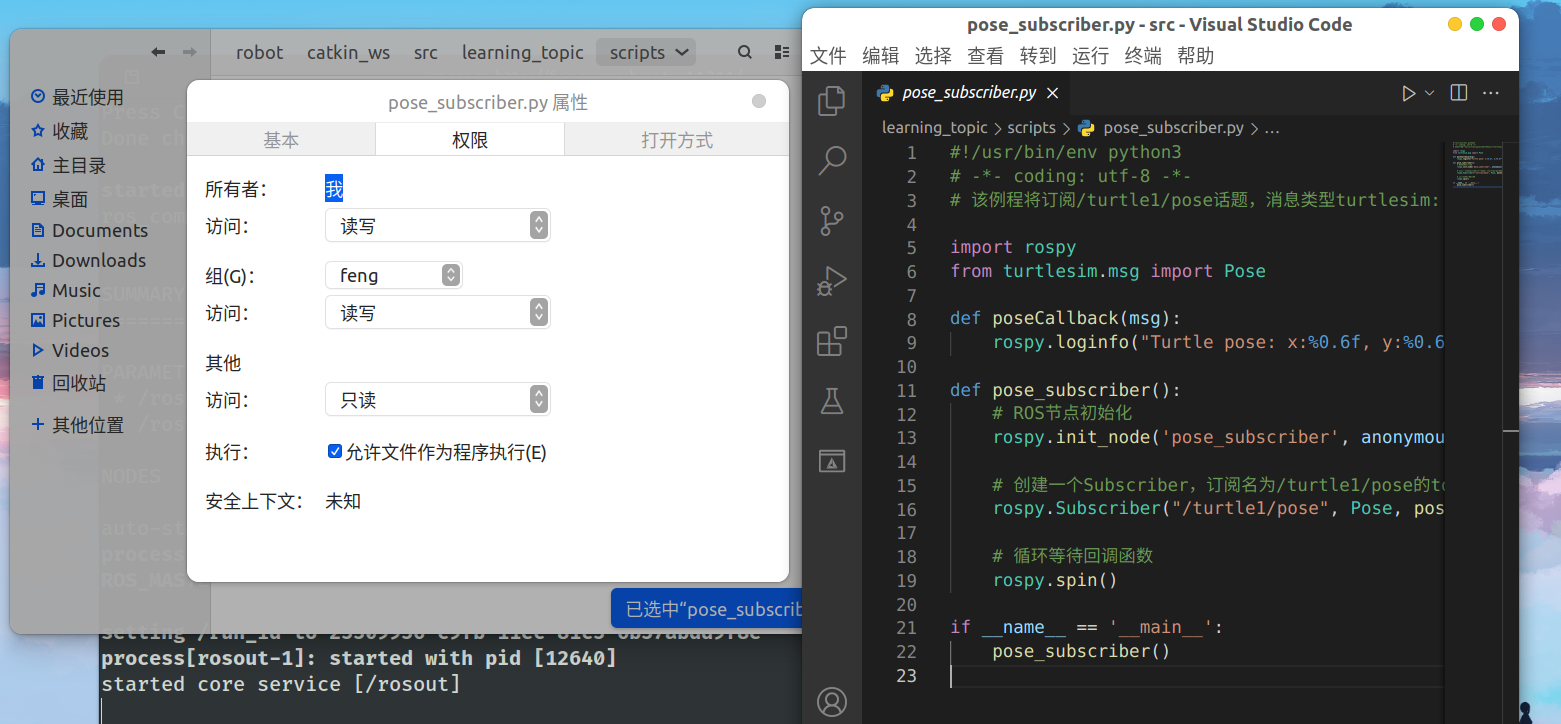 robot catkin_ws src learning_topic scripts
最近使用
收藏
主目录
桌面
Documents
Downloads
Music
Pictures
Videos
回收站
其他位置
Press C
Done ch
started
ros_com
SUMMARY
PARAMET
* /ros
* /ros
NODES
auto-st
process
ROS_MAS
pose_subscriber.py 属性
基本 权限 打开方式
所有者： 我
访问： 读写
组(G)： feng
访问： 读写
其他
访问： 只读
执行： 允许文件作为程序执行(E)
安全上下文： 未知
已选中“pose_subscrib
process[rosout-1]: started with pid [12640]
started core service [/rosout]
pose_subscriber.py - src - Visual Studio Code
文件 编辑 选择 查看 转到 运行 终端 帮助
pose_subscriber.py
learning_topic > scripts > pose_subscriber.py > ...
1 #!/usr/bin/env python3
2 # -*- coding: utf-8 -*-
3 # 该例程将订阅/turtle1/pose话题，消息类型turtlesim:
4
5 import rospy
6 from turtlesim.msg import Pose
7
8 def poseCallback(msg):
9 rospy.loginfo("Turtle pose: x:%0.6f, y:%0.6
10
11 def pose_subscriber():
12 # ROS节点初始化
13 rospy.init_node('pose_subscriber', anonymou
14
15 # 创建一个Subscriber，订阅名为/turtle1/pose的to
16 rospy.Subscriber("/turtle1/pose", Pose, pos
17
18 # 循环等待回调函数
19 rospy.spin()
20
21 if __name__ == '__main__':
22 pose_subscriber()
23